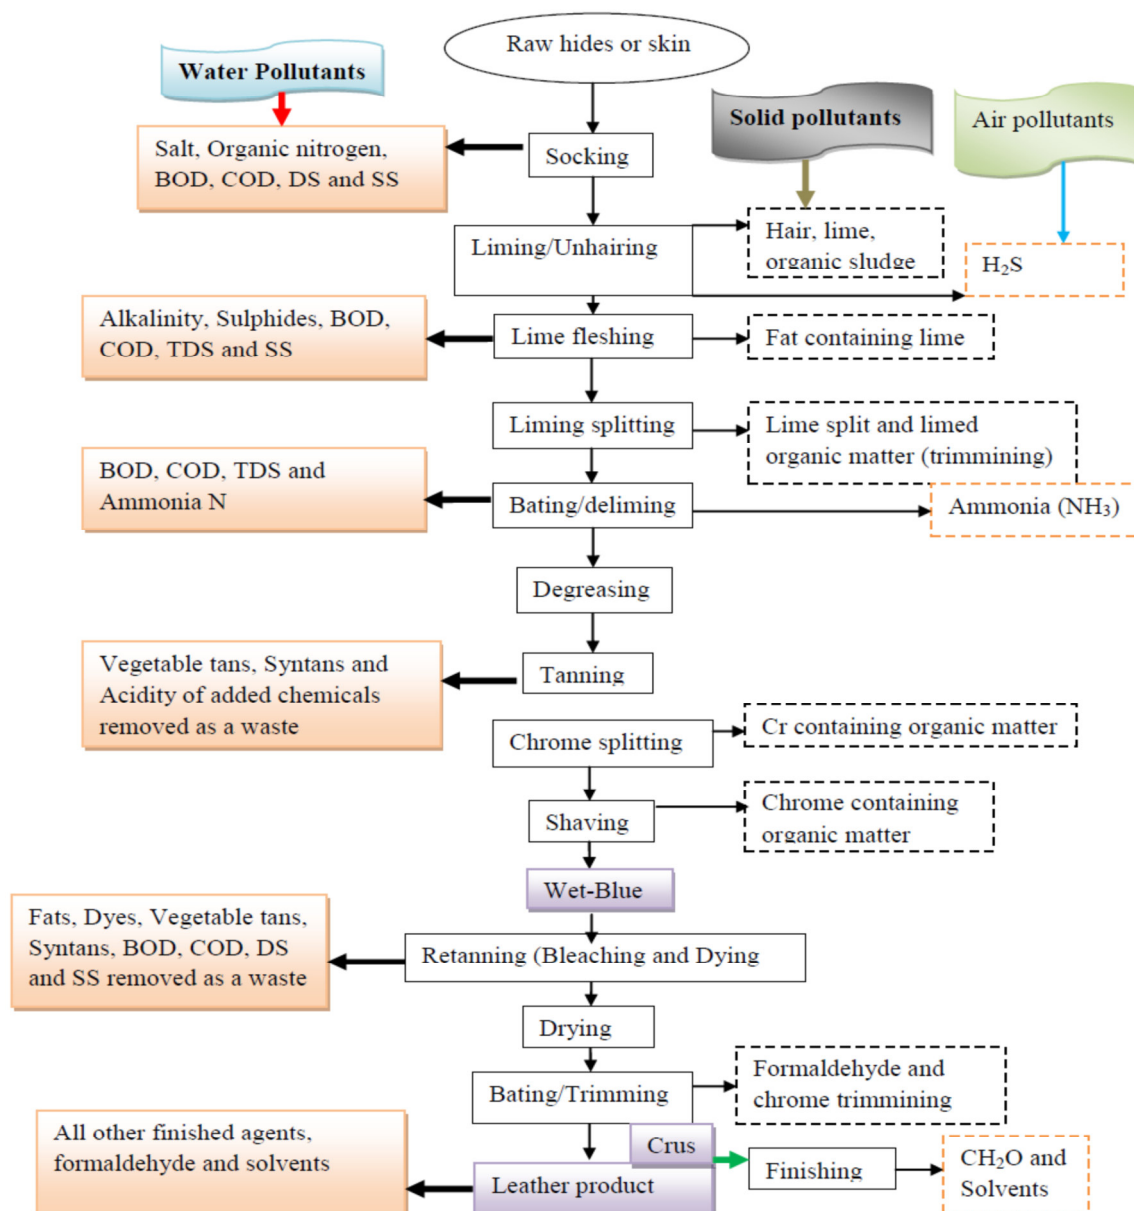 Raw hides or skin
Water Pollutants
Solid pollutants
Air pollutants
Salt, Organic nitrogen,
BOD, COD, DS and SS
Socking
Liming/Unhairing
Hair, lime,
organic sludge
H₂S
Alkalinity, Sulphides, BOD,
COD, TDS and SS
Lime fleshing
Fat containing lime
Liming splitting
Lime split and limed
organic matter (trimmining)
BOD, COD, TDS and
Ammonia N
Bating/deliming
Ammonia (NH₃)
Degreasing
Vegetable tans, Syntans and
Acidity of added chemicals
removed as a waste
Tanning
Chrome splitting
Cr containing organic matter
Shaving
Chrome containing
organic matter
Wet-Blue
Fats, Dyes, Vegetable tans,
Syntans, BOD, COD, DS
and SS removed as a waste
Retanning (Bleaching and Dying
Drying
Bating/Trimming
Formaldehyde and
chrome trimmining
All other finished agents,
formaldehyde and solvents
Crus
Leather product
Finishing
CH₂O and
Solvents